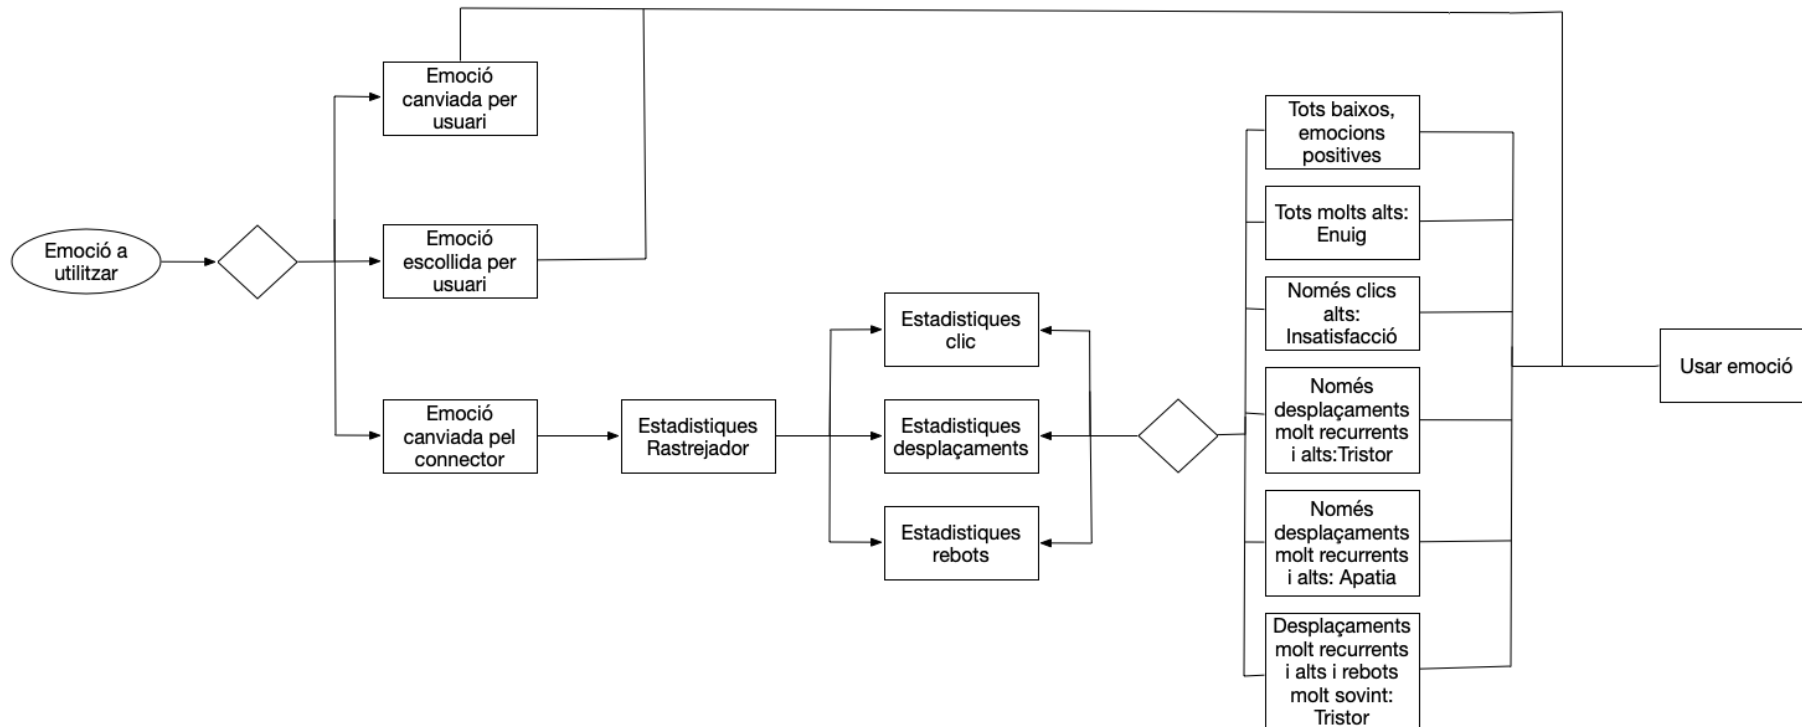 Emoció a
utilitzar
Emoció
canviada per
usuari
Emoció
escollida per
usuari
Emoció
canviada pel
connector
Estadistiques
Rastrejador
Estadistiques
clic
Estadistiques
desplaçaments
Estadistiques
rebots
Tots baixos,
emocions
positives
Tots molts alts:
Enuig
Només clics
alts:
Insatisfacció
Només
desplaçaments
molt recurrents
i alts:Tristor
Només
desplaçaments
molt recurrents
i alts: Apatia
Desplaçaments
molt recurrents
i alts i rebots
molt sovint:
Tristor
Usar emoció